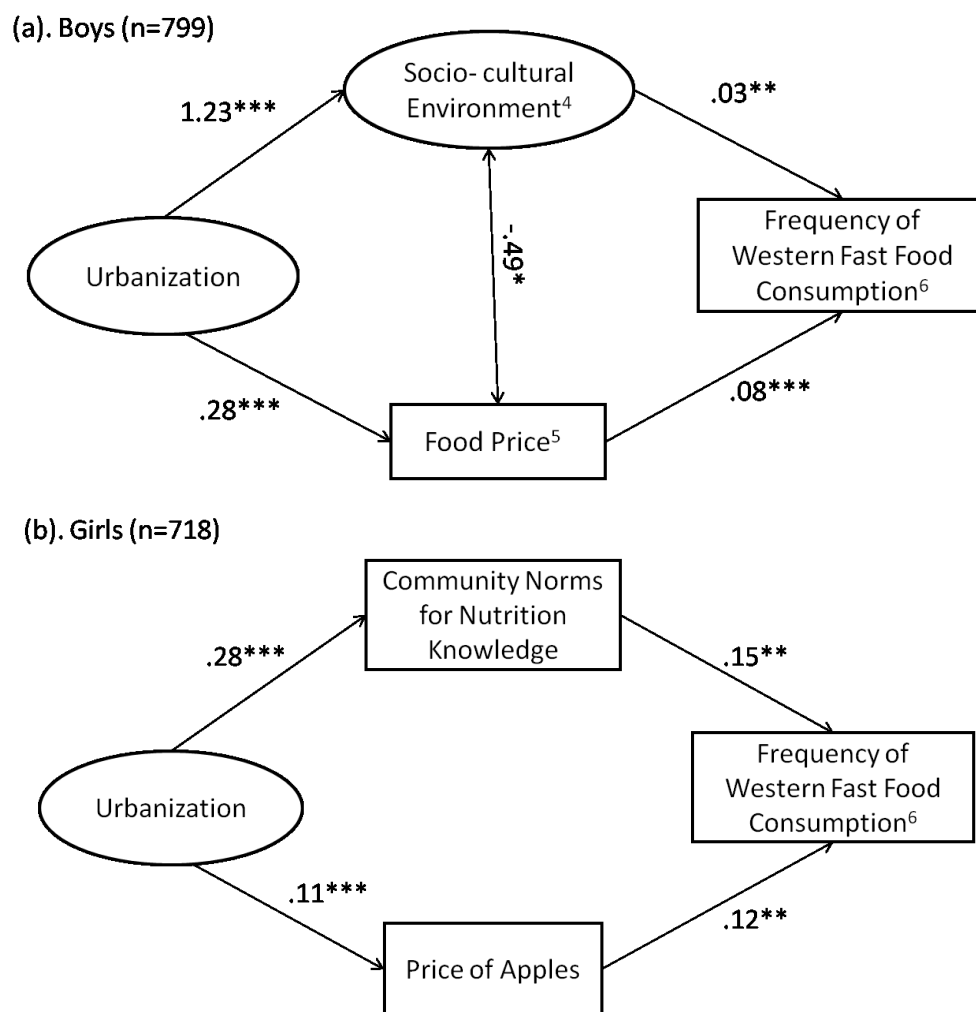 (a). Boys (n=799)
Socio- cultural
Environment⁴
1.23***
.03**
Frequency of
Western Fast Food
Consumption⁶
Urbanization
-.49*
.28***
.08***
Food Price⁵
(b). Girls (n=718)
Community Norms
for Nutrition
Knowledge
.28***
.15**
Frequency of
Western Fast Food
Consumption⁶
Urbanization
.11***
.12**
Price of Apples